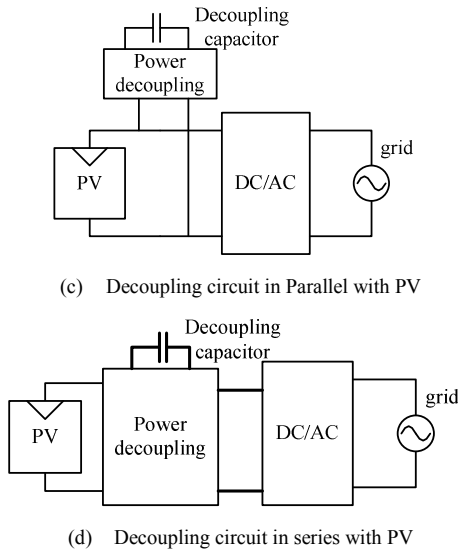 Decoupling
capacitor
Power
decoupling
grid
PV
DC/AC
(c) Decoupling circuit in Parallel with PV
Decoupling
capacitor
grid
PV
Power
decoupling
DC/AC
(d) Decoupling circuit in series with PV